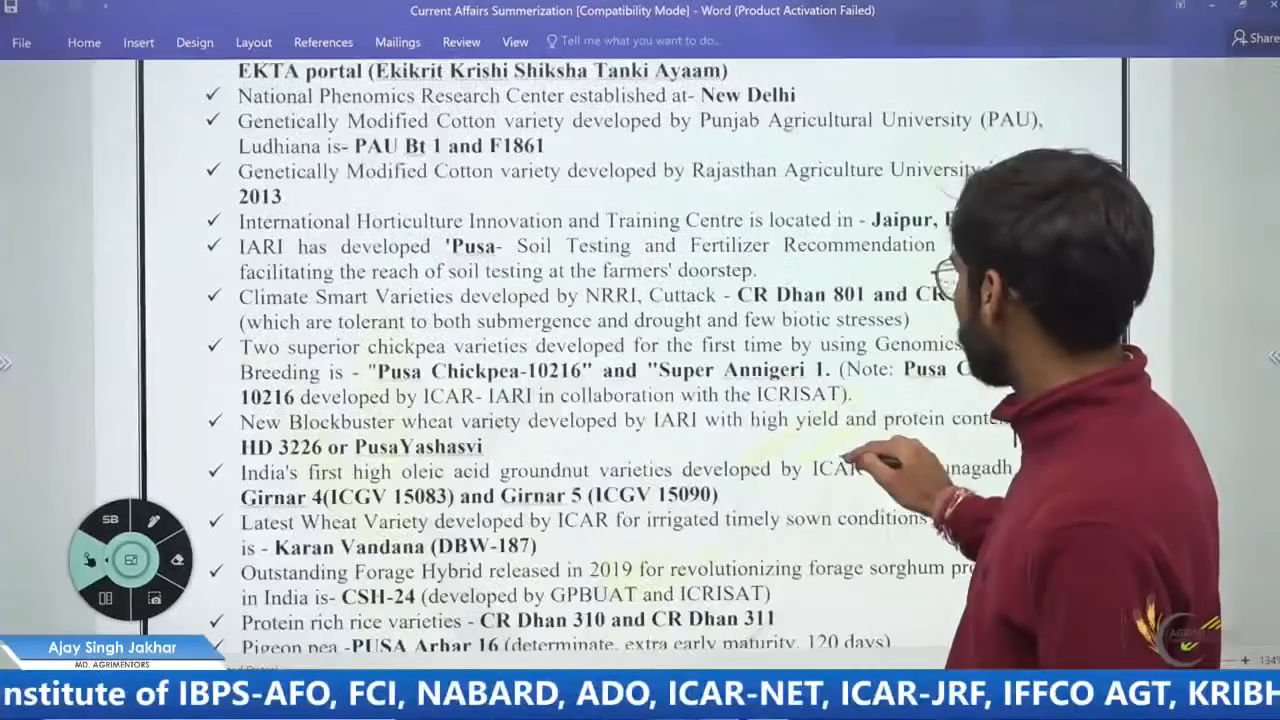 Current Affairs Summerization [Compatibility Mode] - Word (Product Activation Failed)
File Home Insert Design Layout References Mailings Review View Tell me what you want to do... Share
EKTA portal (Ekikrit Krishi Shiksha Tanki Ayaam)
✓ National Phenomics Research Center established at- New Delhi
✓ Genetically Modified Cotton variety developed by Punjab Agricultural University (PAU),
Ludhiana is- PAU Bt 1 and F1861
✓ Genetically Modified Cotton variety developed by Rajasthan Agriculture University
2013
✓ International Horticulture Innovation and Training Centre is located in - Jaipur,
✓ IARI has developed 'Pusa- Soil Testing and Fertilizer Recommendation
facilitating the reach of soil testing at the farmers' doorstep.
✓ Climate Smart Varieties developed by NRRI, Cuttack - CR Dhan 801 and CR
(which are tolerant to both submergence and drought and few biotic stresses)
✓ Two superior chickpea varieties developed for the first time by using Genomics
Breeding is - "Pusa Chickpea-10216" and "Super Annigeri 1. (Note: Pusa
10216 developed by ICAR- IARI in collaboration with the ICRISAT).
✓ New Blockbuster wheat variety developed by IARI with high yield and protein
HD 3226 or PusaYashasvi
✓ India's first high oleic acid groundnut varieties developed by ICAR
Girnar 4(ICGV 15083) and Girnar 5 (ICGV 15090)
✓ Latest Wheat Variety developed by ICAR for irrigated timely sown conditions
is - Karan Vandana (DBW-187)
✓ Outstanding Forage Hybrid released in 2019 for revolutionizing forage sorghum
in India is- CSH-24 (developed by GPBUAT and ICRISAT)
✓ Protein rich rice varieties - CR Dhan 310 and CR Dhan 311
✓ Pigeon pea -PUSA Arhar 16 (determinate, extra early maturity, 120 days)
SB
Ajay Singh Jakhar
MD. AGRIMENTORS
134%
nstitute of IBPS-AFO, FCI, NABARD, ADO, ICAR-NET, ICAR-JRF, IFFCO AGT, KRIBH